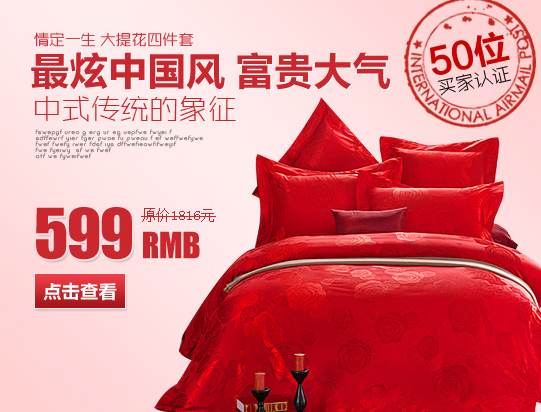 情定一生 大提花四件套
最炫中国风 富贵大气
中式传统的象征
原价1816元
599 RMB
点击查看
50位
买家认证
INTERNATIONAL AIRMAIL POST